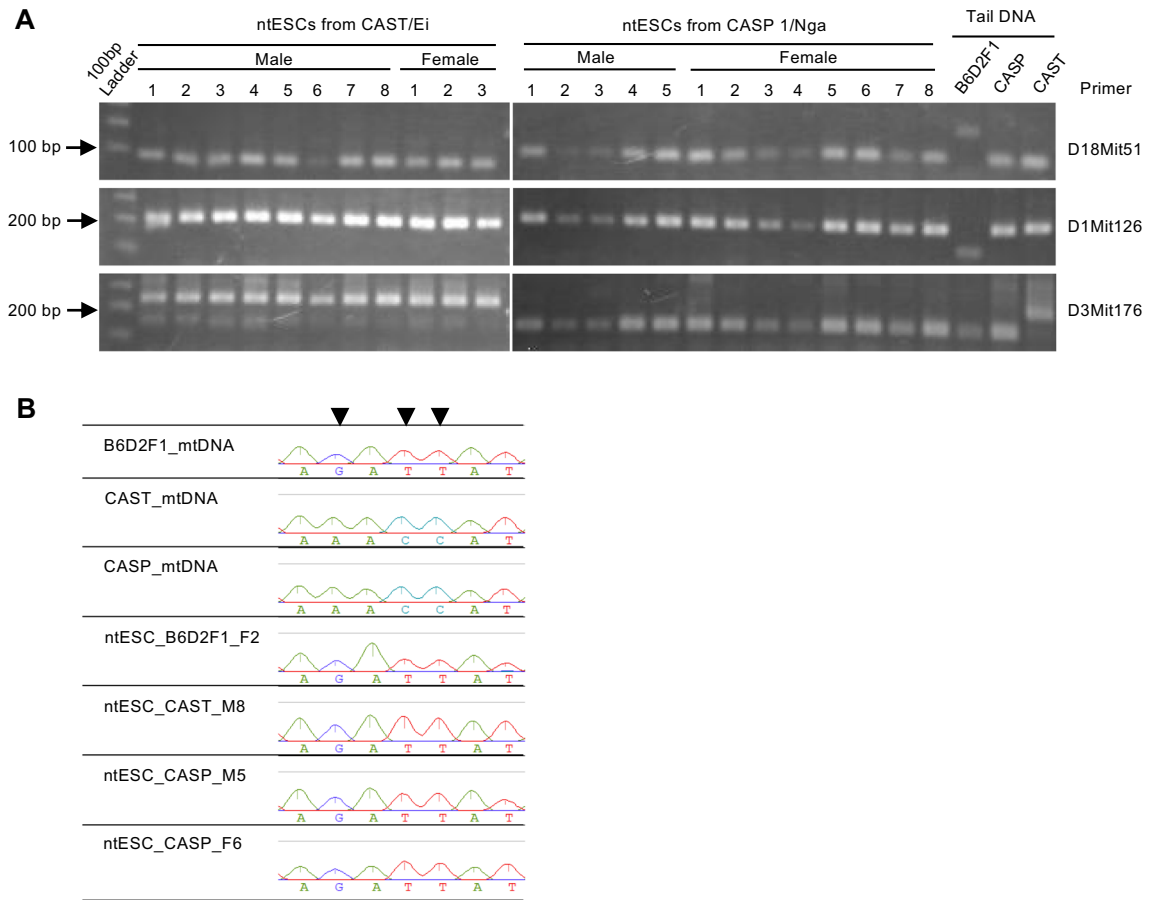 A
ntESCs from CAST/Ei
ntESCs from CASP 1/Nga
Tail DNA
100bp
Ladder
Male
Female
Male
Female
B6D2F1
CASP
CAST
1 2 3 4 5 6 7 8 1 2 3
1 2 3 4 5 1 2 3 4 5 6 7 8
Primer
100 bp
D18Mit51
200 bp
D1Mit126
200 bp
D3Mit176
B
B6D2F1_mtDNA
A G A T T A T
CAST_mtDNA
A A A C C A T
CASP_mtDNA
A A A C C A T
ntESC_B6D2F1_F2
A G A T T A T
ntESC_CAST_M8
A G A T T A T
ntESC_CASP_M5
A G A T T A T
ntESC_CASP_F6
A G A T T A T